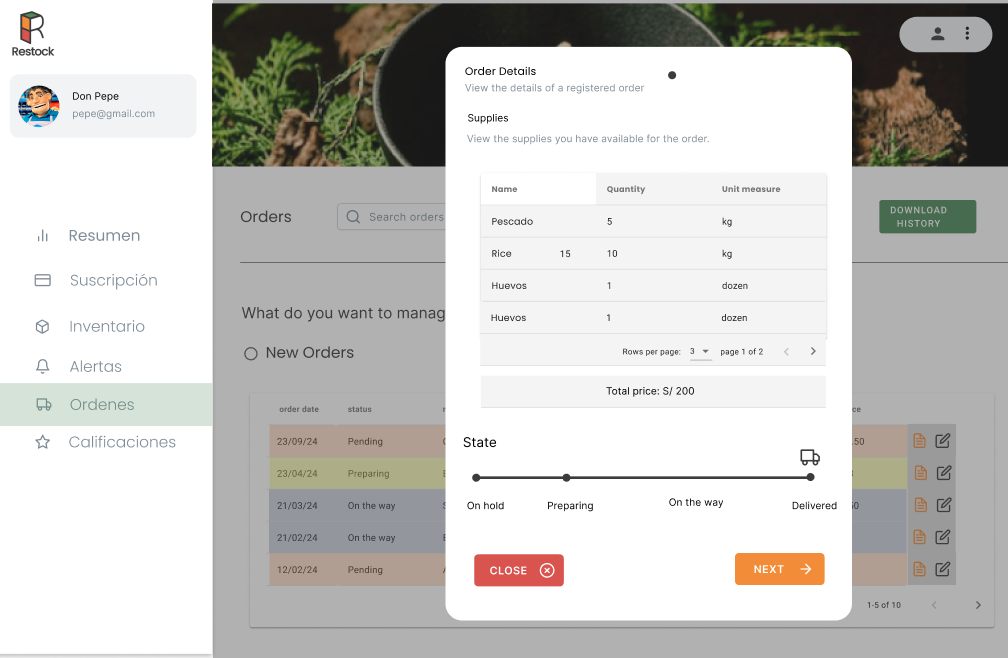 Restock
Don Pepe
pepe@gmail.com
Resumen
Suscripción
Inventario
Alertas
Ordenes
Calificaciones
Orders
Search orders
DOWNLOAD
HISTORY
What do you want to manag
New Orders
order date status
23/09/24 Pending .50
23/04/24 Preparing
21/03/24 On the way
21/02/24 On the way
12/02/24 Pending
1-5 of 10
Order Details
View the details of a registered order
Supplies
View the supplies you have available for the order.
Name Quantity Unit measure
Pescado 5 kg
Rice 15 10 kg
Huevos 1 dozen
Huevos 1 dozen
Rows per page: 3 page 1 of 2
Total price: S/ 200
State
On hold Preparing On the way Delivered
CLOSE NEXT